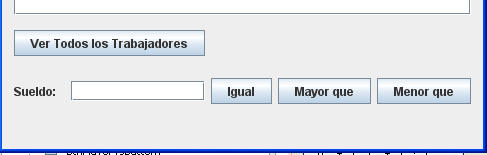 Ver Todos los Trabajadores
Sueldo: Igual Mayor que Menor que